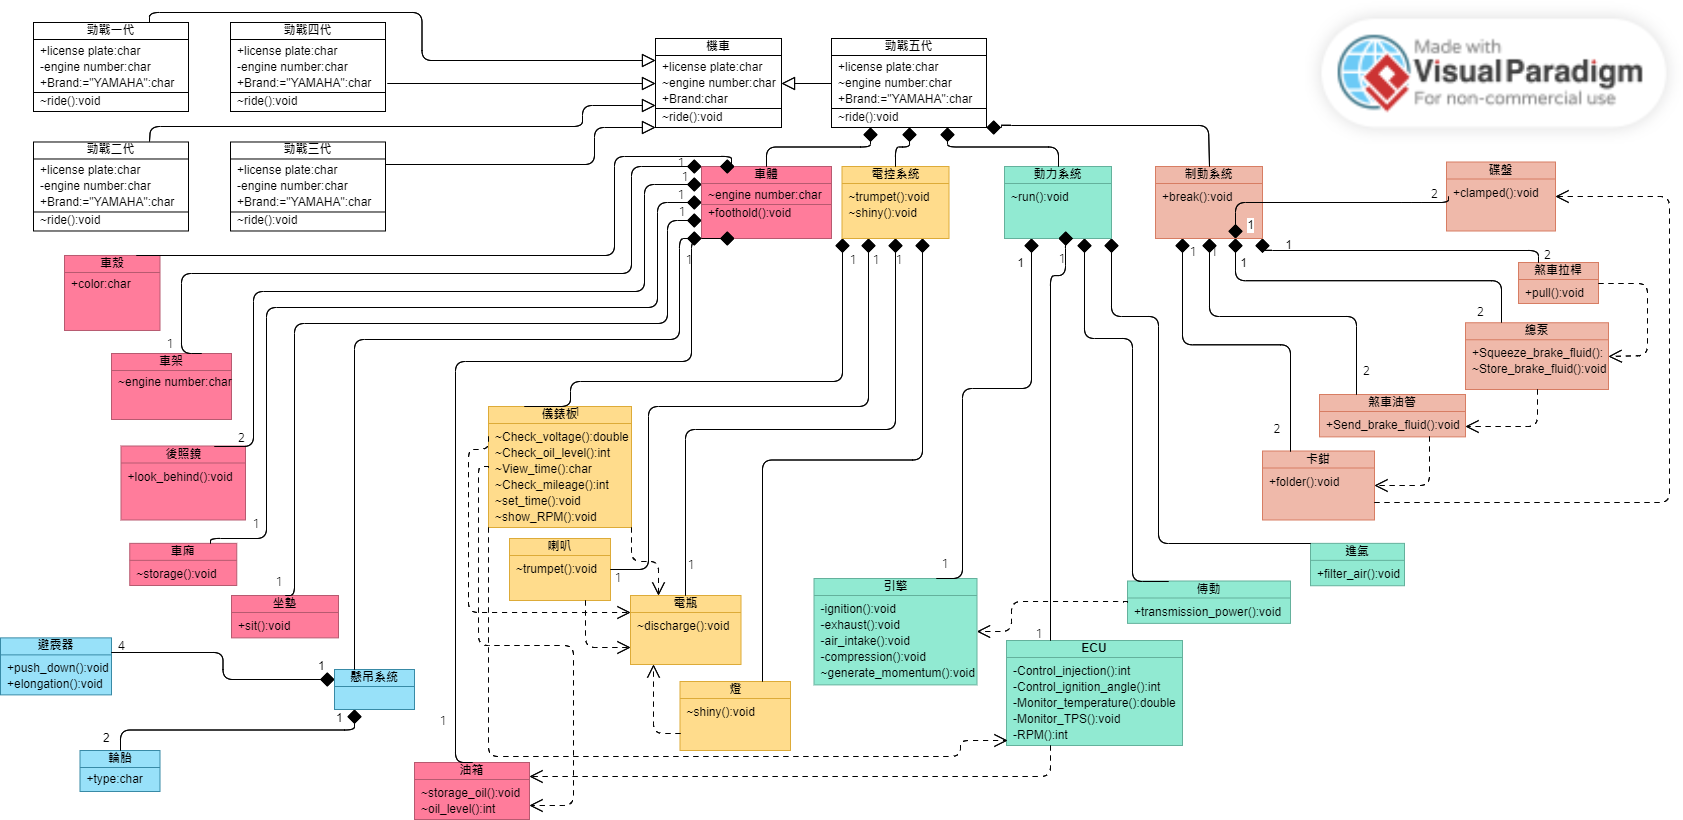 勁戰一代
+license plate:char
-engine number:char
+Brand:="YAMAHA":char
~ride():void
勁戰四代
+license plate:char
-engine number:char
+Brand:="YAMAHA":char
~ride():void
機車
+license plate:char
~engine number:char
+Brand:char
~ride():void
勁戰五代
+license plate:char
~engine number:char
+Brand:="YAMAHA":char
~ride():void
Made with
Visual Paradigm
For non-commercial use
勁戰二代
+license plate:char
-engine number:char
+Brand:="YAMAHA":char
~ride():void
勁戰三代
+license plate:char
-engine number:char
+Brand:="YAMAHA":char
~ride():void
車體
~engine number:char
+foothold():void
電控系統
~trumpet():void
~shiny():void
動力系統
~run():void
制動系統
+break():void
碟盤
+clamped():void
1
1
1
1
1
2
1
1
1
1
1
1
1
1
1
1
2
車殼
+color:char
煞車拉桿
+pull():void
2
總泵
+Squeeze_brake_fluid():
~Store_brake_fluid():void
1
車架
~engine number:char
2
煞車油管
+Send_brake_fluid():void
2
後照鏡
+look_behind():void
儀錶板
~Check_voltage():double
~Check_oil_level():int
~View_time():char
~Check_mileage():int
~set_time():void
~show_RPM():void
2
卡鉗
+folder():void
1
車廂
~storage():void
喇叭
~trumpet():void
1
1
1
進氣
+filter_air():void
1
坐墊
+sit():void
電瓶
~discharge():void
引擎
-ignition():void
-exhaust():void
-air_intake():void
-compression():void
~generate_momentum():void
傳動
+transmission_power():void
避震器
+push_down():void
+elongation():void
4
1
懸吊系統
1
1
ECU
-Control_injection():int
-Control_ignition_angle():int
-Monitor_temperature():double
-Monitor_TPS():void
-RPM():int
燈
~shiny():void
1
2
輪胎
+type:char
油箱
~storage_oil():void
~oil_level():int